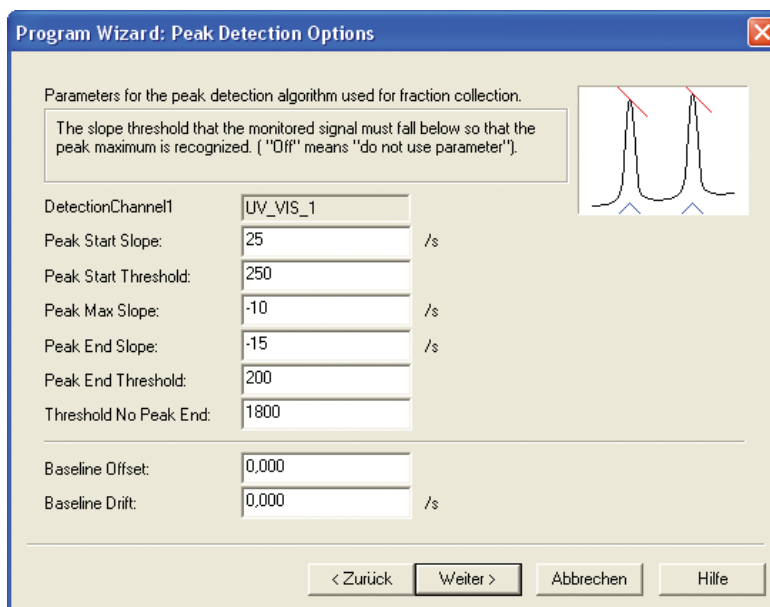 Program Wizard: Peak Detection Options
Parameters for the peak detection algorithm used for fraction collection.
The slope threshold that the monitored signal must fall below so that the
peak maximum is recognized. ( "Off" means "do not use parameter").
DetectionChannel1 UV_VIS_1
Peak Start Slope: 25 /s
Peak Start Threshold: 250
Peak Max Slope: -10 /s
Peak End Slope: -15 /s
Peak End Threshold: 200
Threshold No Peak End: 1800
Baseline Offset: 0,000
Baseline Drift: 0,000 /s
< Zurück Weiter > Abbrechen Hilfe